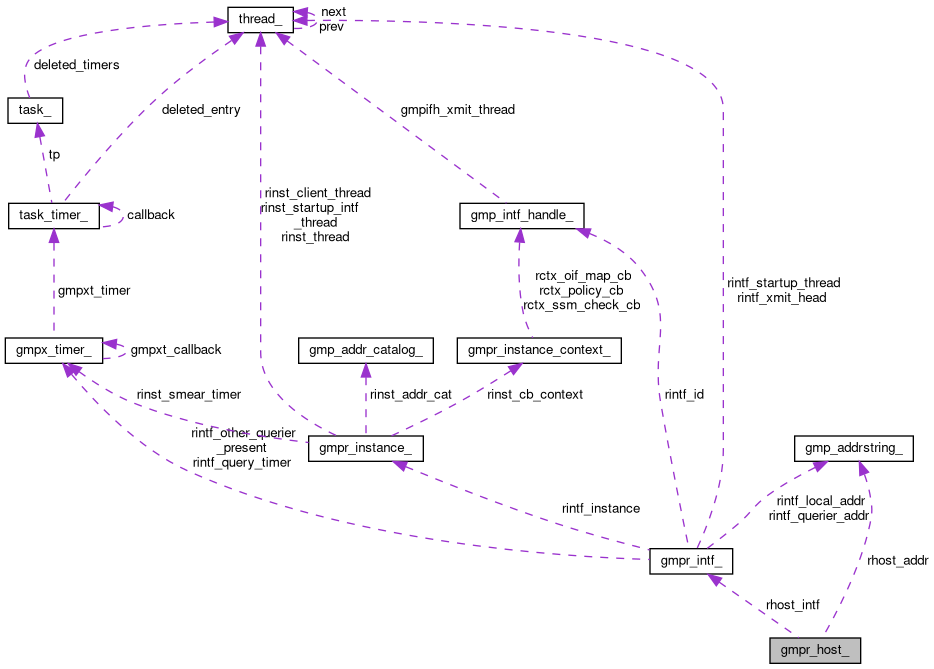 thread_
next
prev
deleted_timers
task_
deleted_entry
gmpifh_xmit_thread
tp
task_timer_
callback
rinst_client_thread
rinst_startup_intf
_thread
rinst_thread
gmp_intf_handle_
gmpxt_timer
rctx_oif_map_cb
rctx_policy_cb
rctx_ssm_check_cb
rintf_startup_thread
rintf_xmit_head
gmpx_timer_
gmpxt_callback
gmp_addr_catalog_
gmpr_instance_context_
rinst_smear_timer
rinst_addr_cat
rinst_cb_context
rintf_id
rintf_other_querier
_present
rintf_query_timer
gmpr_instance_
gmp_addrstring_
rintf_instance
rintf_local_addr
rintf_querier_addr
gmpr_intf_
rhost_addr
rhost_intf
gmpr_host_